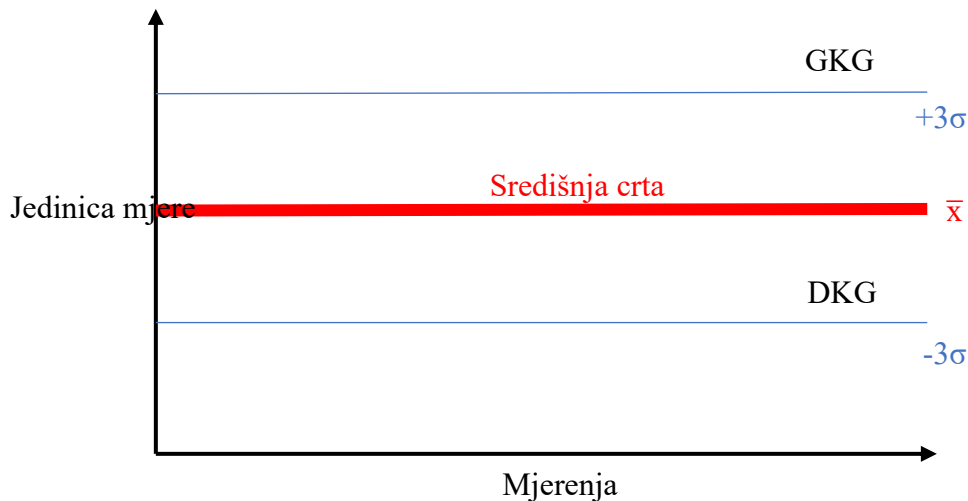 GKG
+3σ
Središnja crta
Jedinica mjere
x̅
DKG
-3σ
Mjerenja